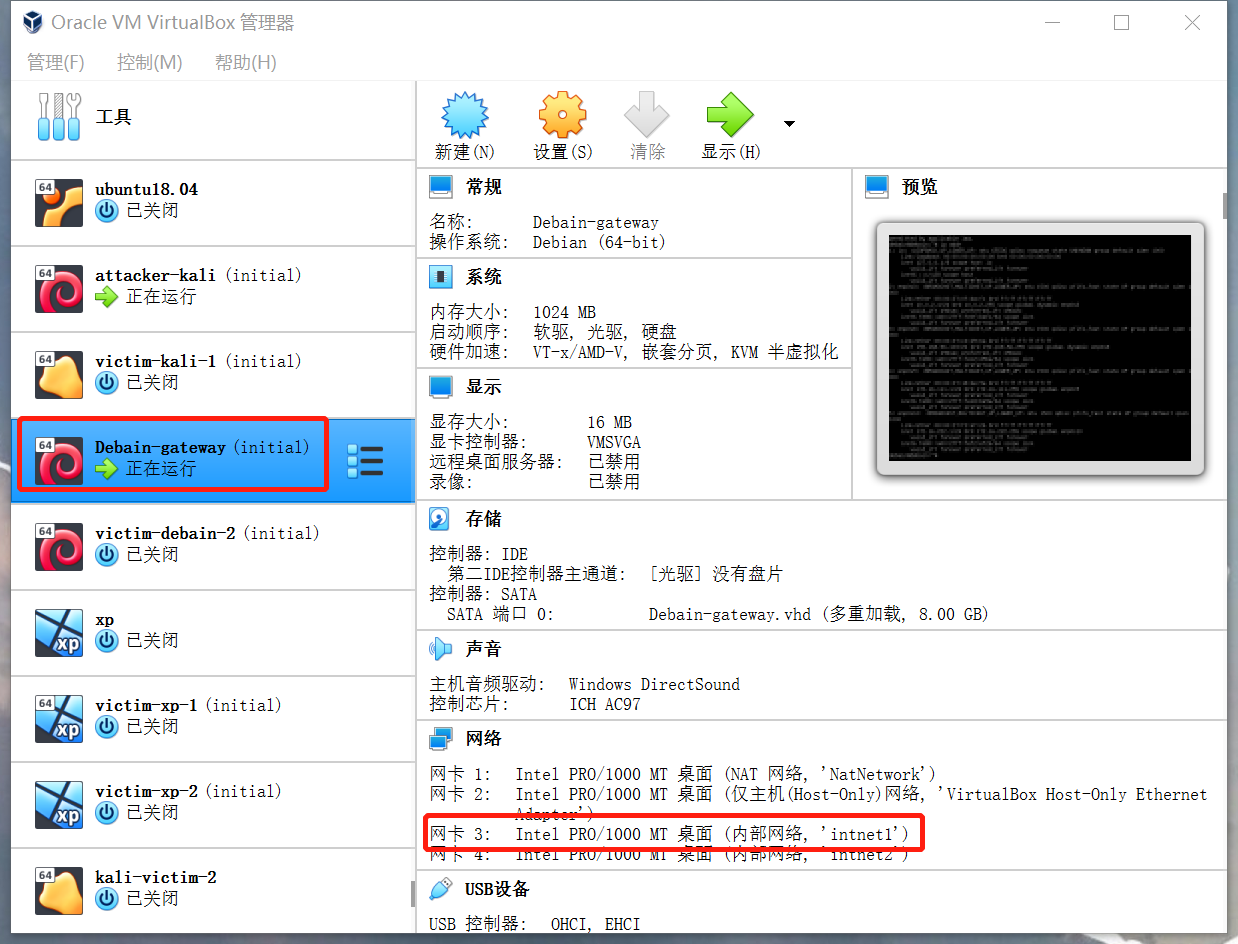 Oracle VM VirtualBox 管理器
管理(F) 控制(M) 帮助(H)
工具
新建(N) 设置(S) 清除 显示(H)
64
ubuntu18.04
已关闭
64
attacker-kali (initial)
正在运行
64
victim-kali-1 (initial)
已关闭
64
Debain-gateway (initial)
正在运行
64
victim-debain-2 (initial)
已关闭
xp
xp
已关闭
64
xp
victim-xp-1 (initial)
已关闭
xp
victim-xp-2 (initial)
已关闭
64
kali-victim-2
已关闭
常规
名称: Debain-gateway
操作系统: Debian (64-bit)
预览
系统
内存大小: 1024 MB
启动顺序: 软驱, 光驱, 硬盘
硬件加速: VT-x/AMD-V, 嵌套分页, KVM 半虚拟化
显示
显存大小: 16 MB
显卡控制器: VMSVGA
远程桌面服务器: 已禁用
录像: 已禁用
存储
控制器: IDE
第二IDE控制器主通道: [光驱] 没有盘片
控制器: SATA
SATA 端口 0: Debain-gateway.vhd (多重加载, 8.00 GB)
声音
主机音频驱动: Windows DirectSound
控制芯片: ICH AC97
网络
网卡 1: Intel PRO/1000 MT 桌面 (NAT 网络, 'NatNetwork')
网卡 2: Intel PRO/1000 MT 桌面 (仅主机(Host-Only)网络, 'VirtualBox Host-Only Ethernet
Adapter')
网卡 3: Intel PRO/1000 MT 桌面 (内部网络, 'intnet1')
网卡 4: Intel PRO/1000 MT 桌面 (内部网络, 'intnet2')
USB设备
USB 控制器: OHCI, EHCI